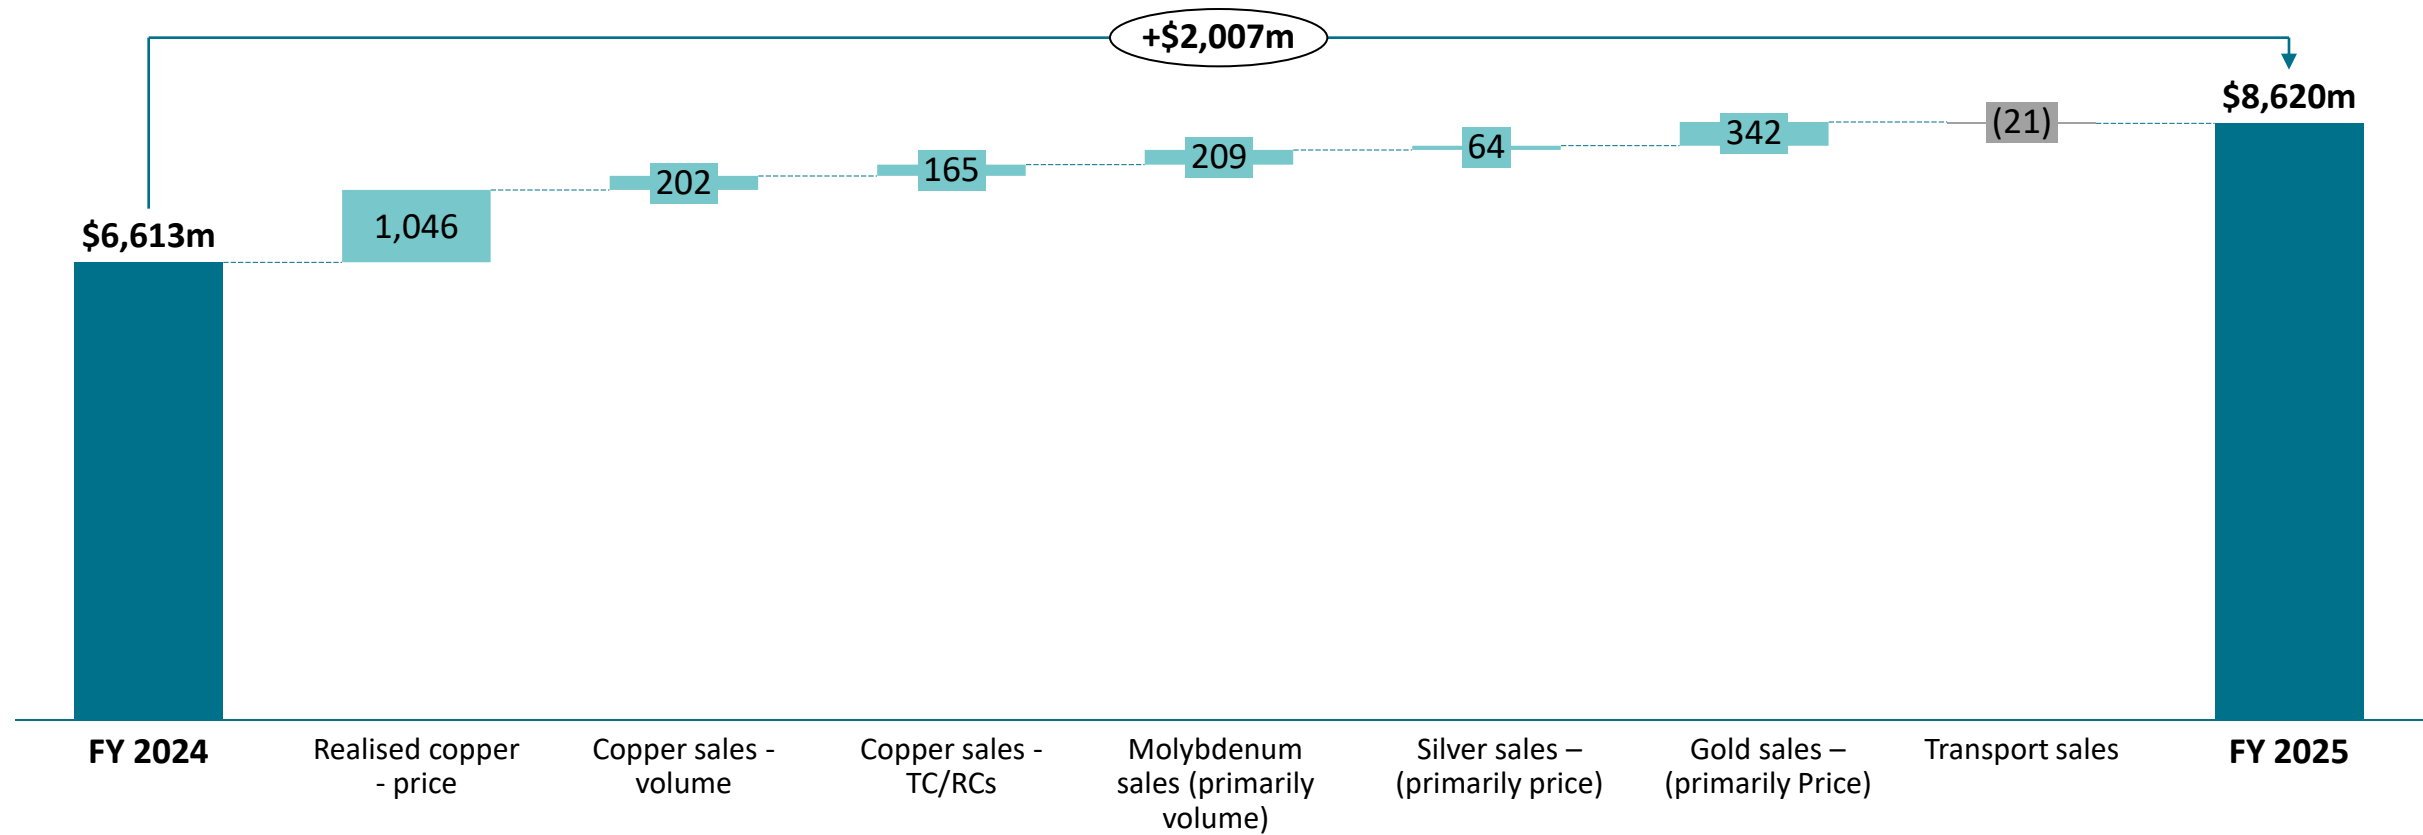 +$2,007m
$6,613m
1,046
202
165
209
64
342
(21)
$8,620m
FY 2024
Realised copper
- price
Copper sales -
volume
Copper sales -
TC/RCs
Molybdenum
sales (primarily
volume)
Silver sales –
(primarily price)
Gold sales –
(primarily Price)
Transport sales
FY 2025